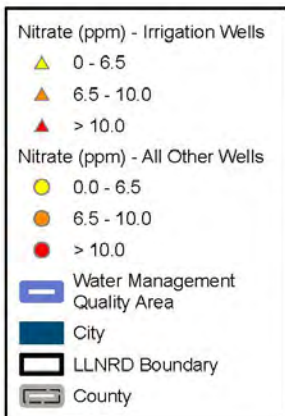 Nitrate (ppm) - Irrigation Wells
0 - 6.5
6.5 - 10.0
> 10.0
Nitrate (ppm) - All Other Wells
0.0 - 6.5
6.5 - 10.0
> 10.0
Water Management
Quality Area
City
LLNRD Boundary
County